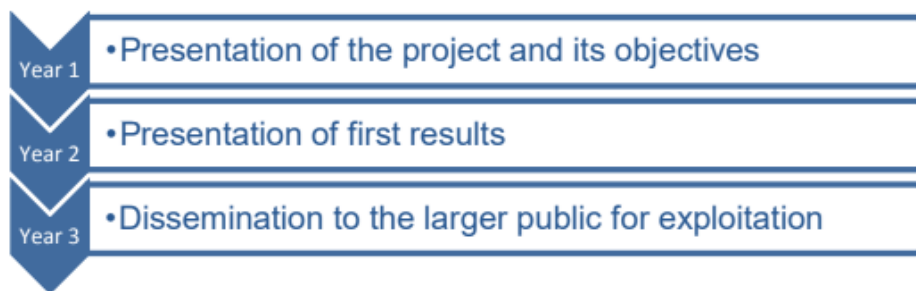 •Presentation of the project and its objectives
Year 1
•Presentation of first results
Year 2
•Dissemination to the larger public for exploitation
Year 3